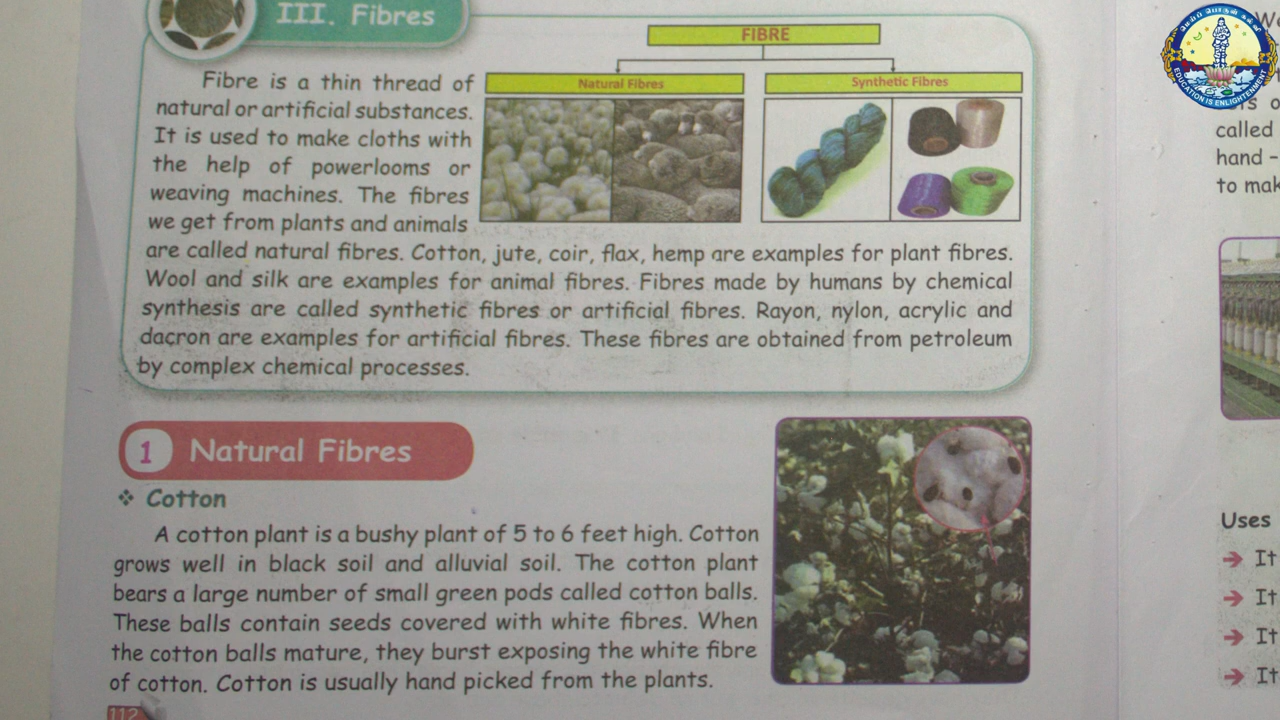 III. Fibres
Fibre is a thin thread of
natural or artificial substances.
It is used to make cloths with
the help of powerlooms or
weaving machines. The fibres
we get from plants and animals
are called natural fibres. Cotton, jute, coir, flax, hemp are examples for plant fibres.
Wool and silk are examples for animal fibres. Fibres made by humans by chemical
synthesis are called synthetic fibres or artificial fibres. Rayon, nylon, acrylic and
dacron are examples for artificial fibres. These fibres are obtained from petroleum
by complex chemical processes.
FIBRE
Natural Fibres
Synthetic Fibres
1 Natural Fibres
❖ Cotton
A cotton plant is a bushy plant of 5 to 6 feet high. Cotton
grows well in black soil and alluvial soil. The cotton plant
bears a large number of small green pods called cotton balls.
These balls contain seeds covered with white fibres. When
the cotton balls mature, they burst exposing the white fibre
of cotton. Cotton is usually hand picked from the plants.
112
We
called
hand –
to mak
Uses
➔ It
➔ It
➔ It
➔ It
EDUCATION IS ENLIGHTENMENT